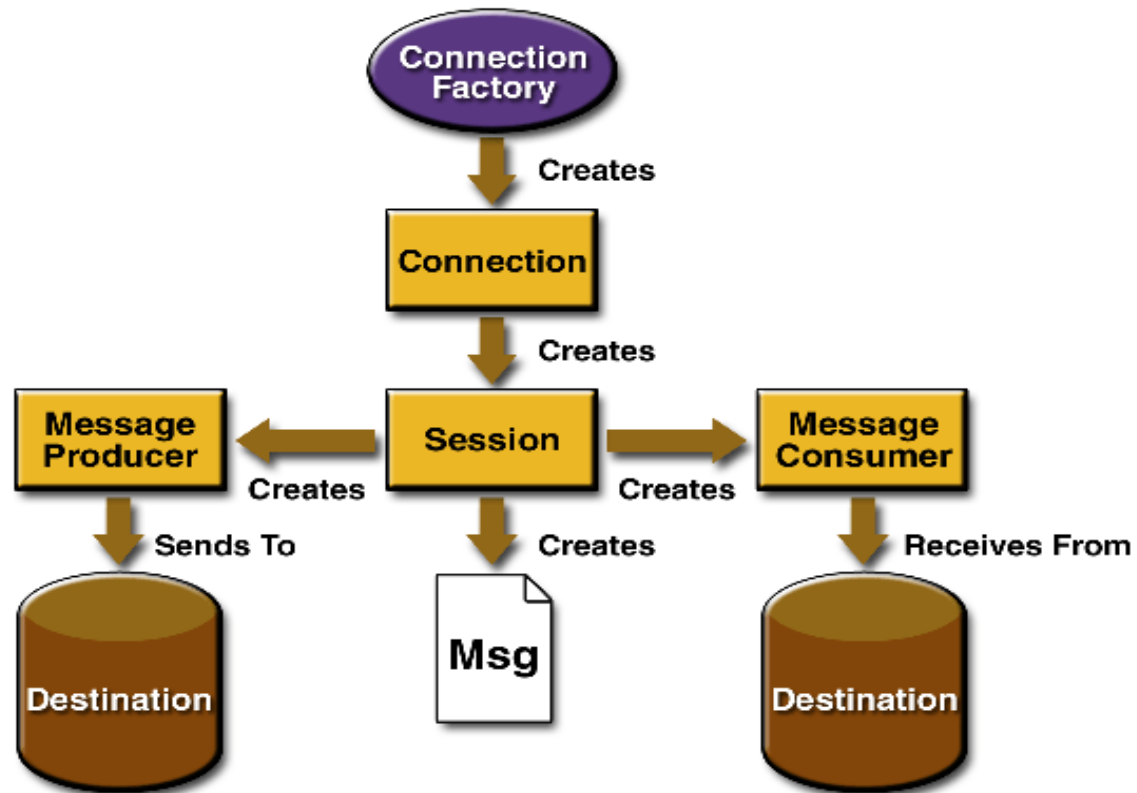 Connection
Factory
Creates
Connection
Creates
Message
Producer
Session
Message
Consumer
Creates
Creates
Sends To
Creates
Receives From
Msg
Destination
Destination